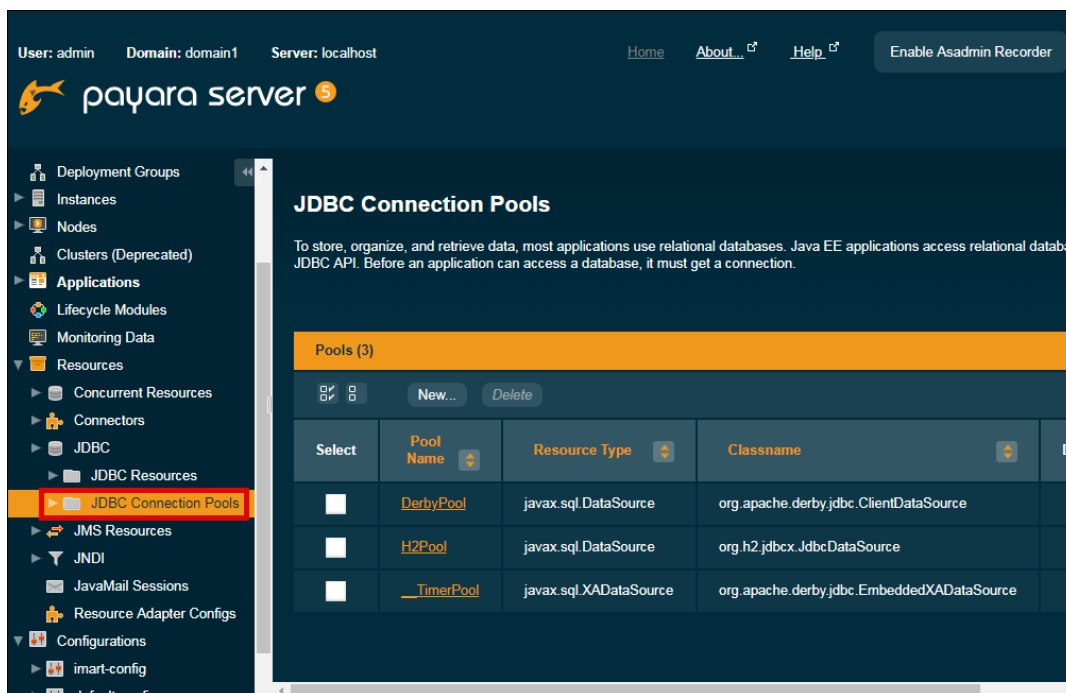 User: admin Domain: domain1 Server: localhost Home About... Help Enable Asadmin Recorder
payara server 5
Deployment Groups
Instances
Nodes
Clusters (Deprecated)
Applications
Lifecycle Modules
Monitoring Data
Resources
Concurrent Resources
Connectors
JDBC
JDBC Resources
JDBC Connection Pools
JMS Resources
JNDI
JavaMail Sessions
Resource Adapter Configs
Configurations
imart-config
JDBC Connection Pools
To store, organize, and retrieve data, most applications use relational databases. Java EE applications access relational
JDBC API. Before an application can access a database, it must get a connection.
Pools (3)
New... Delete
Select Pool Name Resource Type Classname
DerbyPool javax.sql.DataSource org.apache.derby.jdbc.ClientDataSource
H2Pool javax.sql.DataSource org.h2.jdbcx.JdbcDataSource
__TimerPool javax.sql.XADataSource org.apache.derby.jdbc.EmbeddedXADataSource